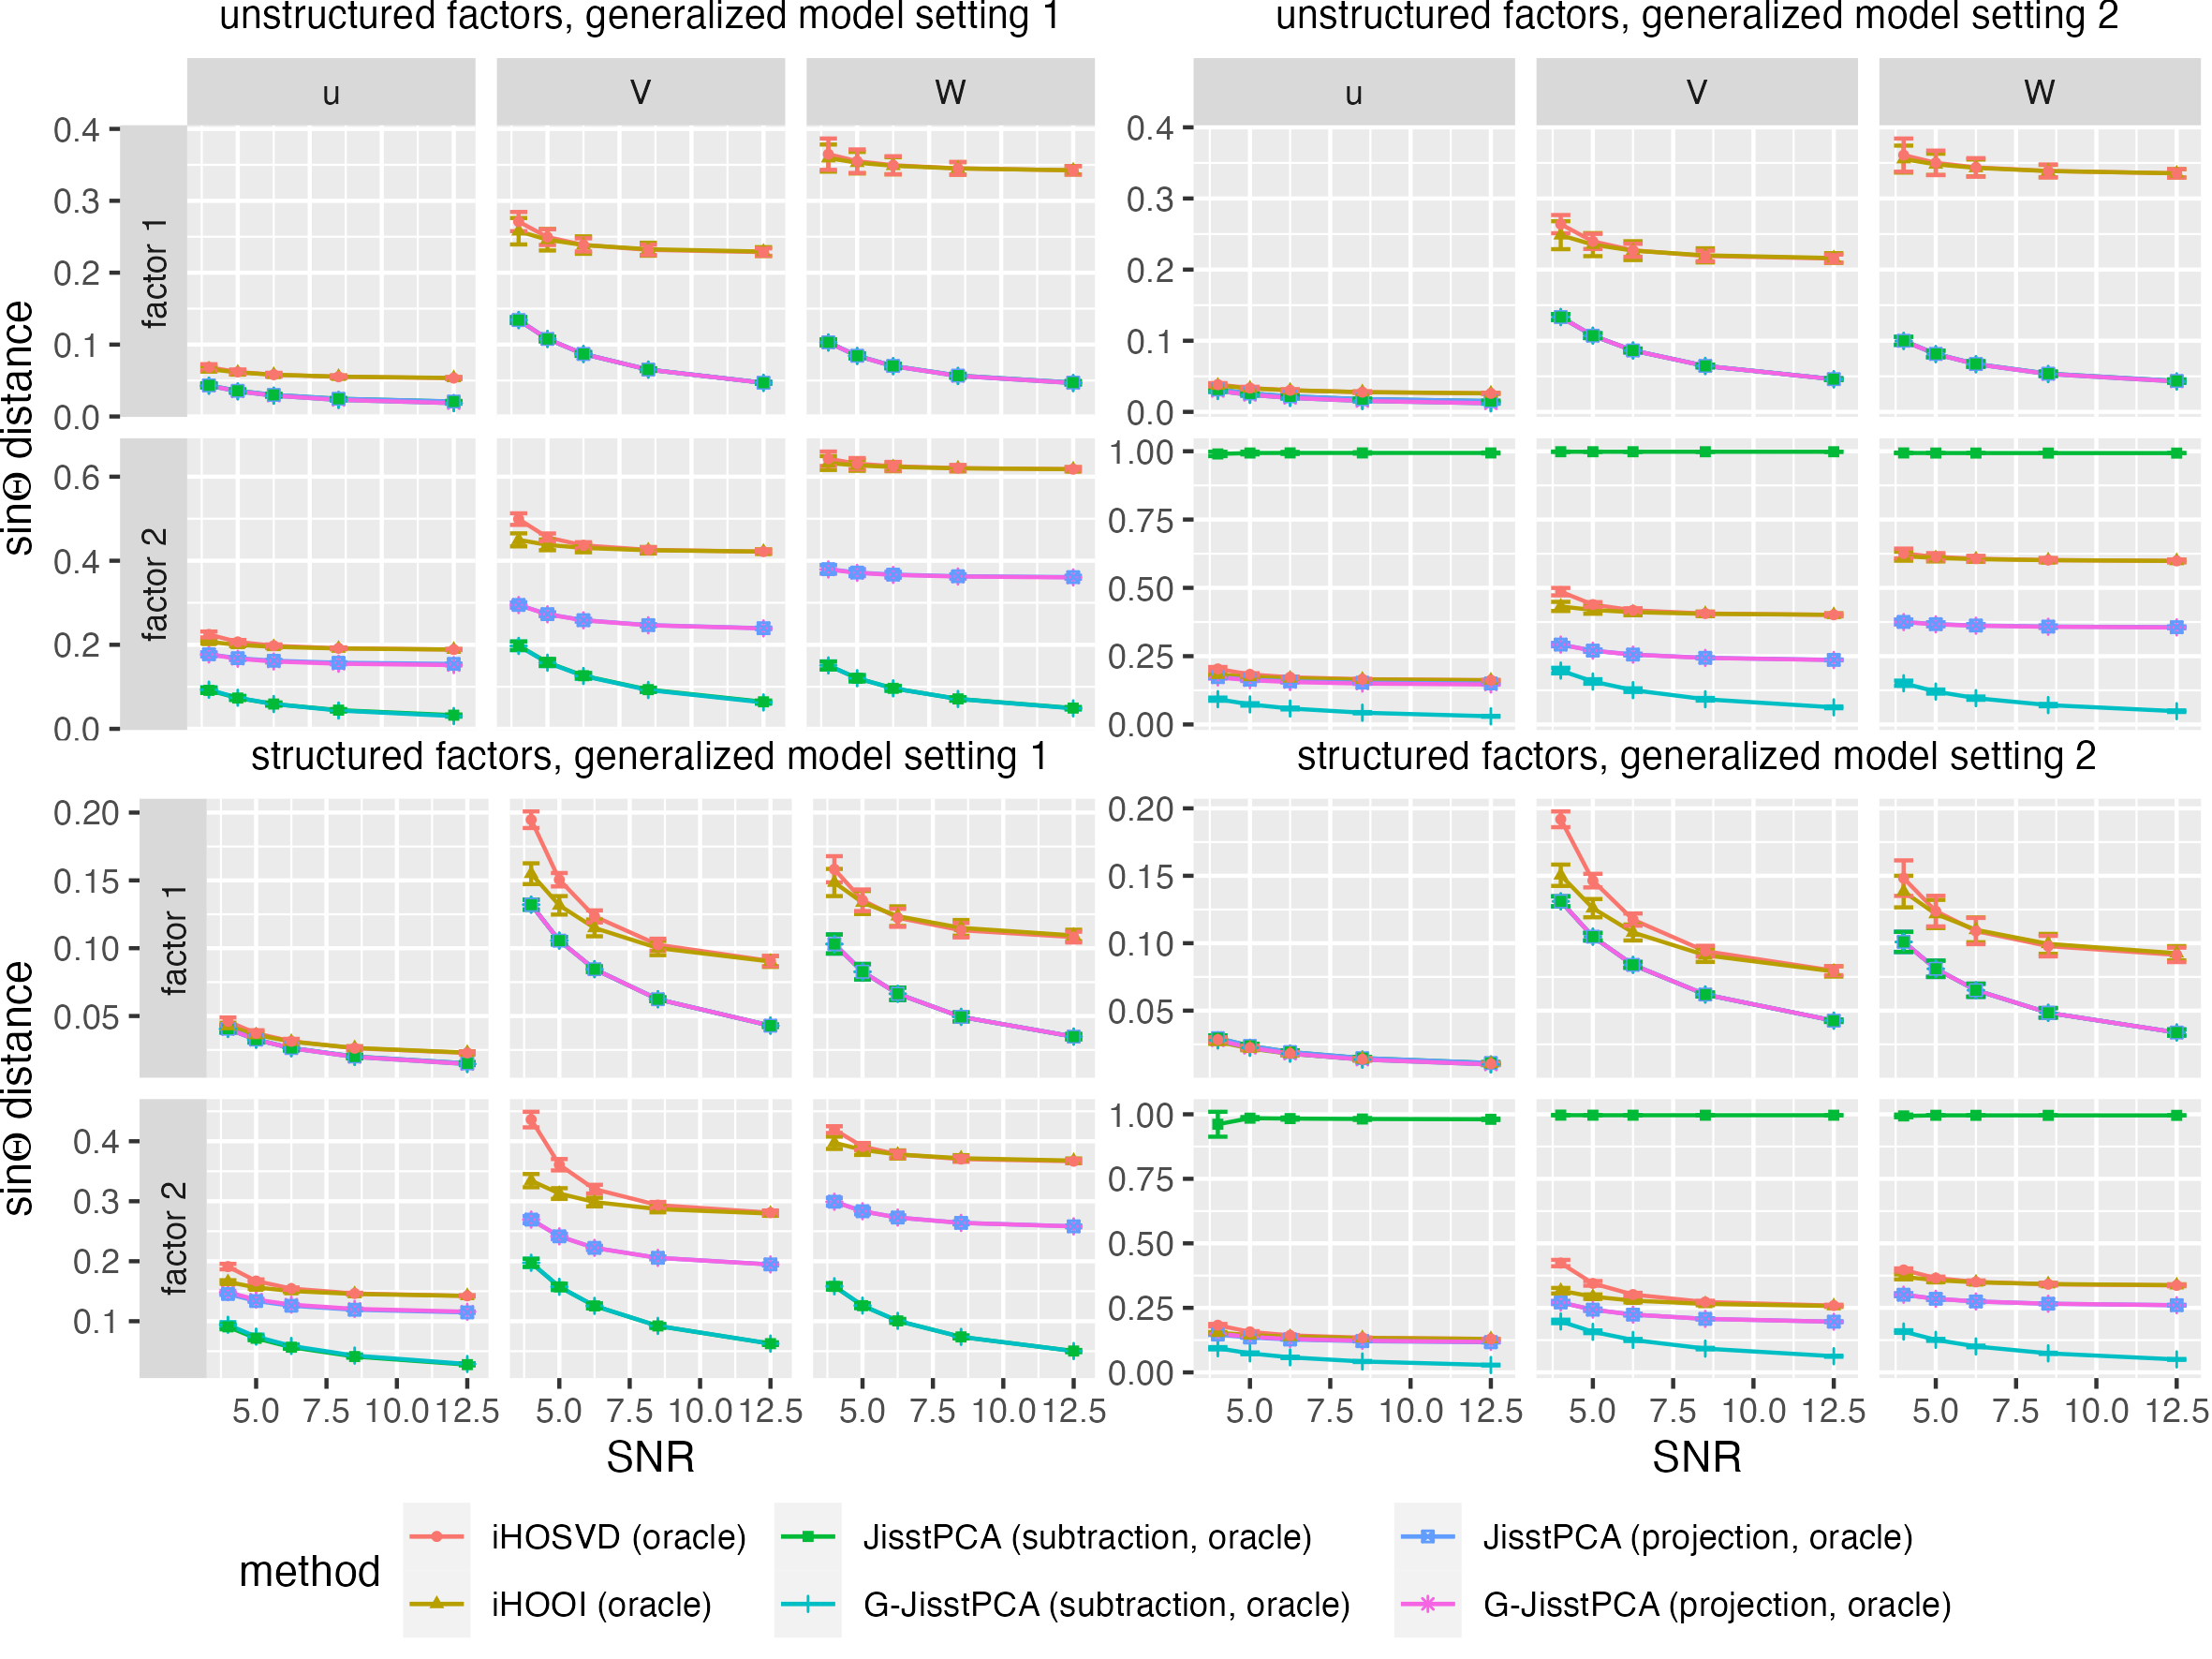 unstructured factors, generalized model setting 1
unstructured factors, generalized model setting 2
u V W
u V W
sinΘ distance
factor 1
0.4
0.3
0.2
0.1
0.0
0.4
0.3
0.2
0.1
0.0
factor 2
0.6
0.4
0.2
0.0
1.00
0.75
0.50
0.25
0.00
structured factors, generalized model setting 1
structured factors, generalized model setting 2
sinΘ distance
factor 1
0.20
0.15
0.10
0.05
0.20
0.15
0.10
0.05
factor 2
0.4
0.3
0.2
0.1
1.00
0.75
0.50
0.25
0.00
5.0 7.5 10.0 12.5 5.0 7.5 10.0 12.5 5.0 7.5 10.0 12.5
5.0 7.5 10.0 12.5 5.0 7.5 10.0 12.5 5.0 7.5 10.0 12.5
SNR
SNR
method
iHOSVD (oracle)
JisstPCA (subtraction, oracle)
JisstPCA (projection, oracle)
iHOOI (oracle)
G-JisstPCA (subtraction, oracle)
G-JisstPCA (projection, oracle)